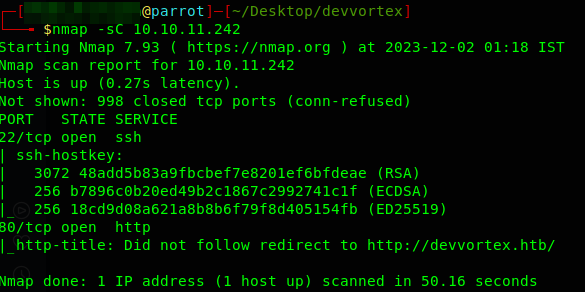 @parrot]─[~/Desktop/devvortex]
$nmap -sC 10.10.11.242
Starting Nmap 7.93 ( https://nmap.org ) at 2023-12-02 01:18 IST
Nmap scan report for 10.10.11.242
Host is up (0.27s latency).
Not shown: 998 closed tcp ports (conn-refused)
PORT   STATE SERVICE
22/tcp open  ssh
| ssh-hostkey:
|   3072 48add5b83a9fbcbef7e8201ef6bfdeae (RSA)
|   256 b7896c0b20ed49b2c1867c2992741c1f (ECDSA)
|_  256 18cd9d08a621a8b8b6f79f8d405154fb (ED25519)
80/tcp open  http
|_http-title: Did not follow redirect to http://devvortex.htb/
Nmap done: 1 IP address (1 host up) scanned in 50.16 seconds